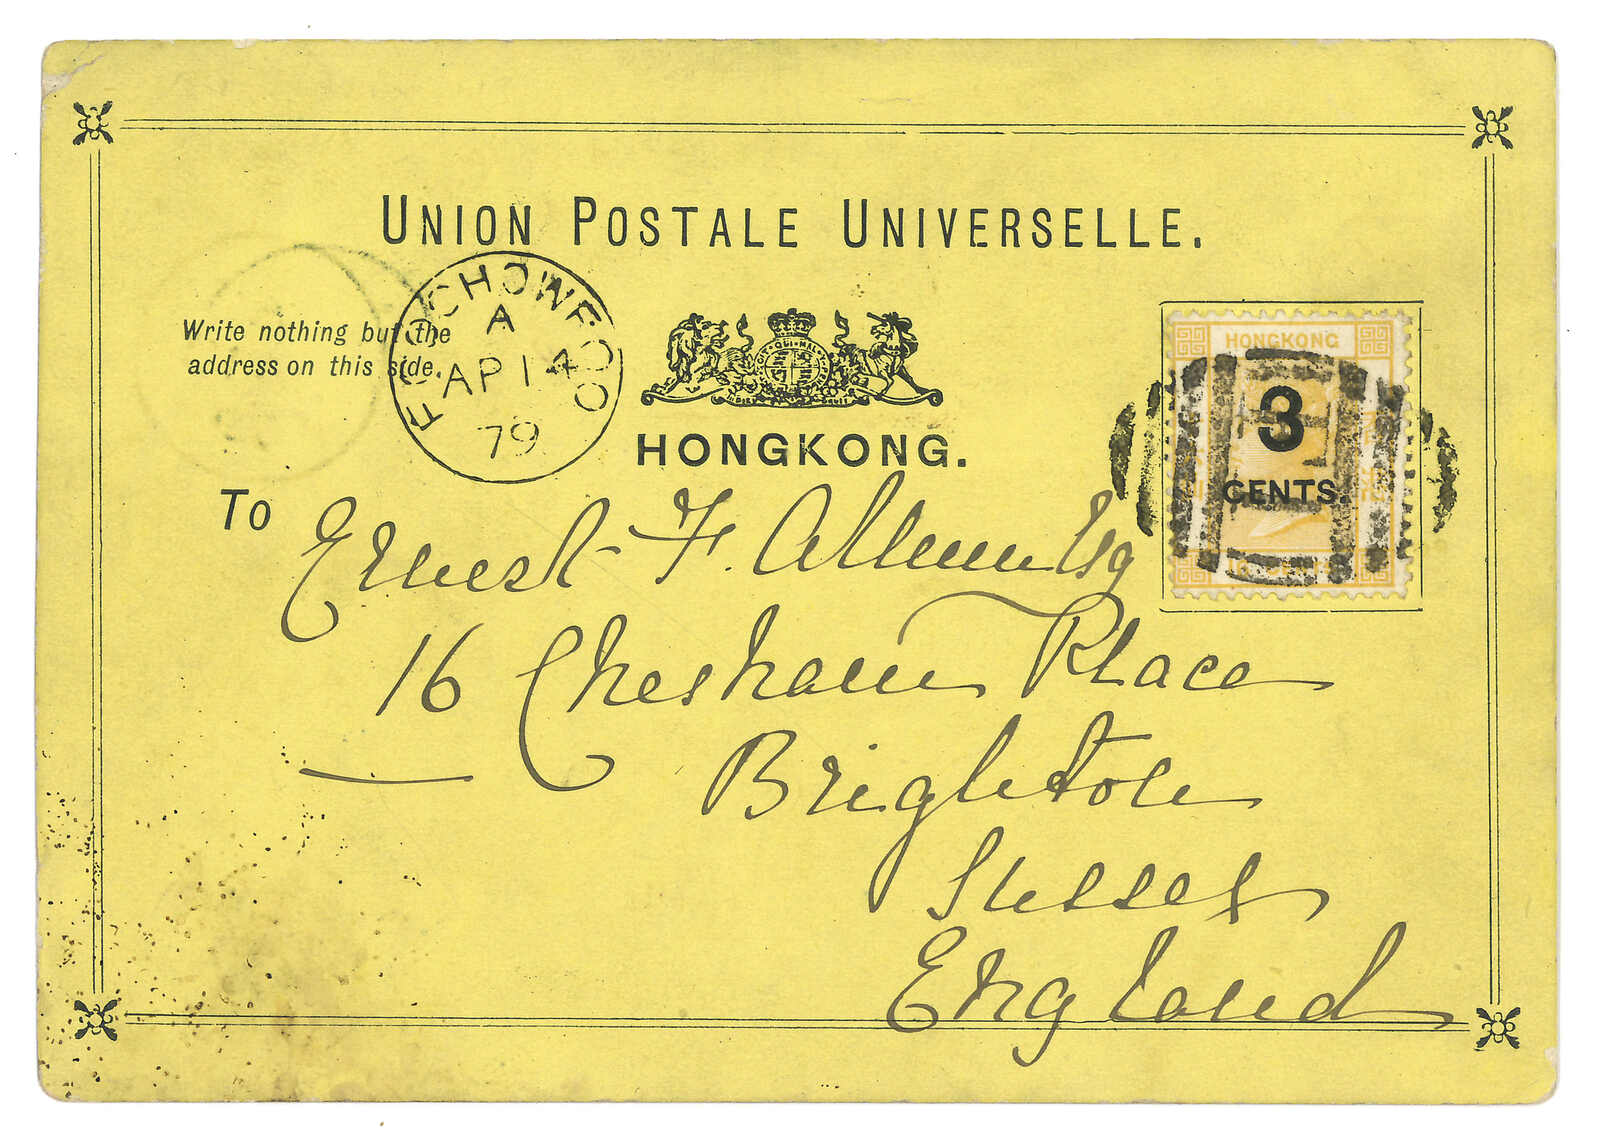 UNION POSTALE UNIVERSELLE.
Write nothing but the
address on this side.
FOOCHOWFOO
A
AP 14
79
HONGKONG.
HONGKONG
3
CENTS.
To
Ernest F. Allen Esq
16 Chesham Place
Brighton
Sussex
England